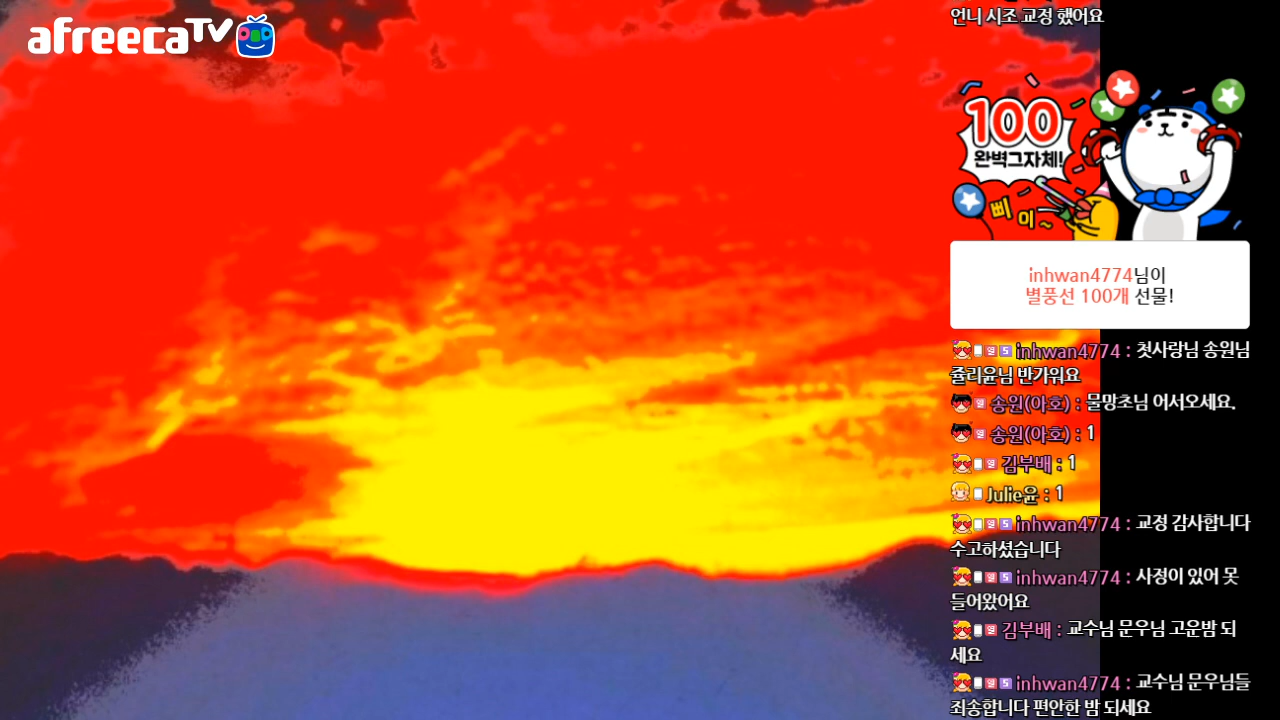 afreecaTV
언니 시조 교정 했어요
100
완벽그자체!
삐이~
inhwan4774님이
별풍선 100개 선물!
inhwan4774 : 첫사랑님 송원님
쥴리윤님 반가워요
송원(아호) : 물망초님 어서오세요.
송원(아호) : 1
김부배 : 1
Julie윤 : 1
inhwan4774 : 교정 감사합니다
수고하셨습니다
inhwan4774 : 사정이 있어 못
들어왔어요
김부배 : 교수님 문우님 고운밤 되
세요
inhwan4774 : 교수님 문우님들
죄송합니다 편안한 밤 되세요